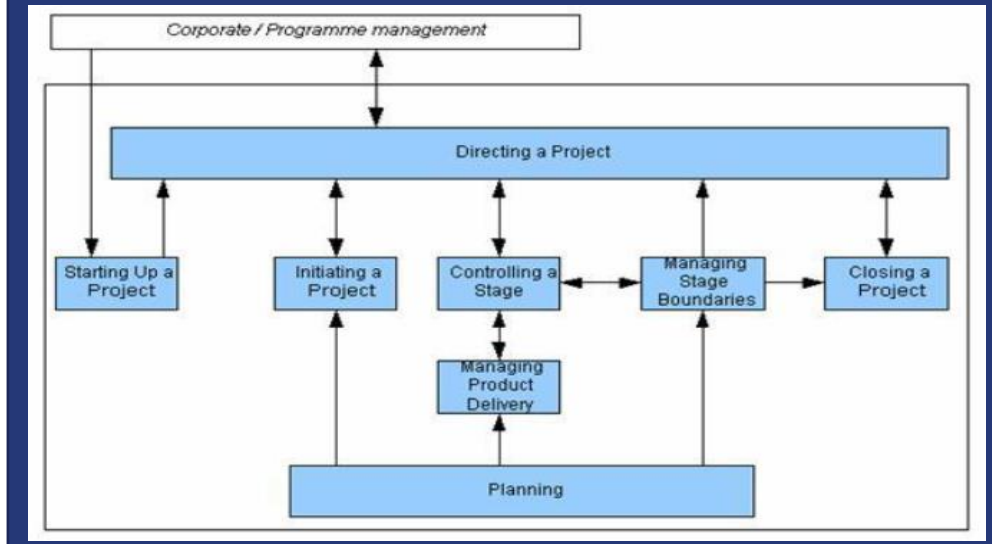 Corporate / Programme management
Directing a Project
Starting Up a
Project
Initiating a
Project
Controlling a
Stage
Managing
Stage
Boundaries
Closing a
Project
Managing
Product
Delivery
Planning